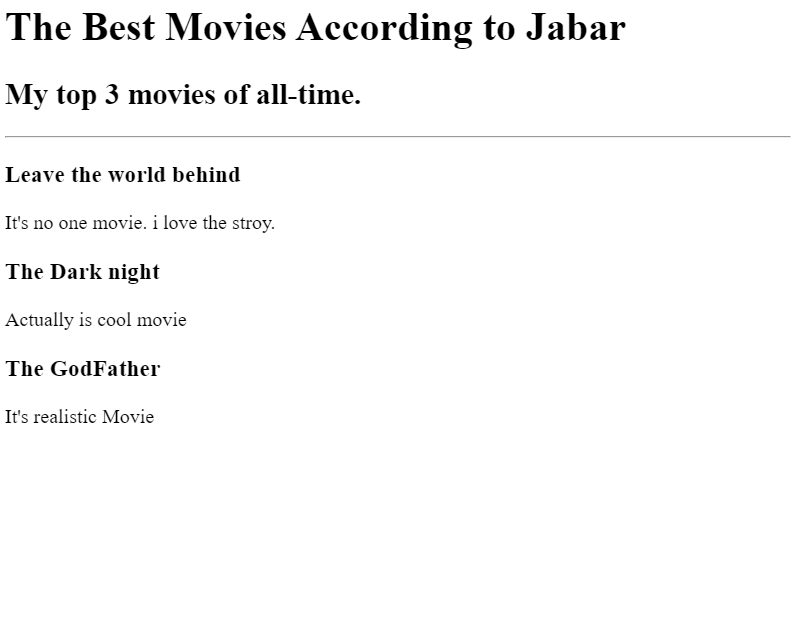 The Best Movies According to Jabar
My top 3 movies of all-time.
Leave the world behind
It's no one movie. i love the stroy.
The Dark night
Actually is cool movie
The GodFather
It's realistic Movie